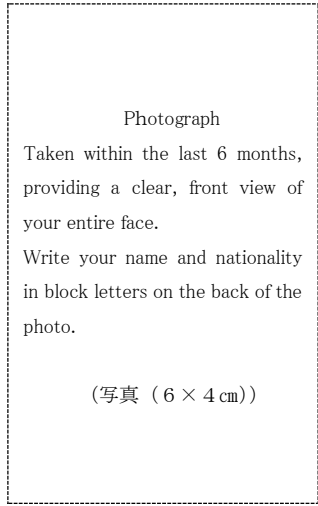 Photograph
Taken within the last 6 months,
providing a clear, front view of
your entire face.
Write your name and nationality
in block letters on the back of the
photo.
(写真（６×４㎝）)